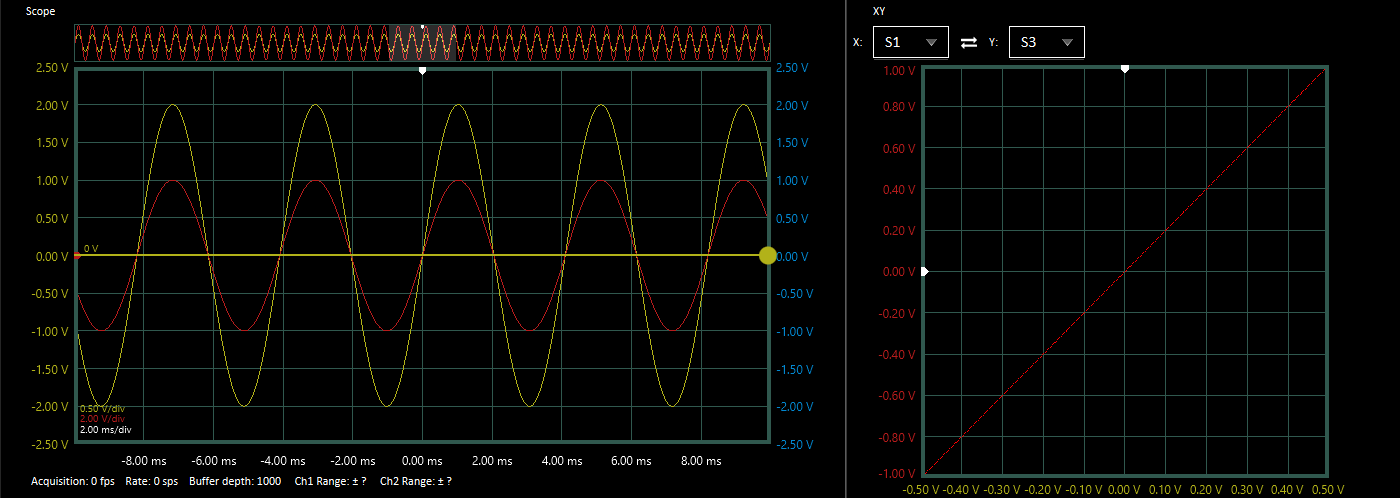 Scope
2.50 V
2.00 V
1.50 V
1.00 V
0.50 V
0.00 V
-0.50 V
-1.00 V
-1.50 V
-2.00 V
-2.50 V
0 V
0.50 V/div
2.00 V/div
2.00 ms/div
2.50 V
2.00 V
1.50 V
1.00 V
0.50 V
0.00 V
-0.50 V
-1.00 V
-1.50 V
-2.00 V
-2.50 V
-8.00 ms -6.00 ms -4.00 ms -2.00 ms 0.00 ms 2.00 ms 4.00 ms 6.00 ms 8.00 ms
Acquisition: 0 fps Rate: 0 sps Buffer depth: 1000 Ch1 Range: ± ? Ch2 Range: ± ?
XY
X: S1 Y: S3
1.00 V
0.80 V
0.60 V
0.40 V
0.20 V
0.00 V
-0.20 V
-0.40 V
-0.60 V
-0.80 V
-1.00 V
-0.50 V -0.40 V -0.30 V -0.20 V -0.10 V 0.00 V 0.10 V 0.20 V 0.30 V 0.40 V 0.50 V